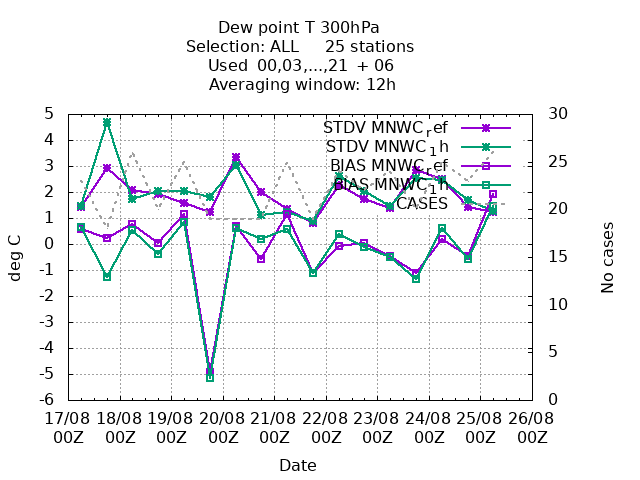 Dew point T 300hPa
Selection: ALL 25 stations
Used 00,03,...,21 + 06
Averaging window: 12h
STDV MNWC_ref
STDV MNWC_1h
BIAS MNWC_ref
BIAS MNWC_1h
CASES
deg C
5
4
3
2
1
0
-1
-2
-3
-4
-5
-6
No cases
30
25
20
15
10
5
0
17/08 18/08 19/08 20/08 21/08 22/08 23/08 24/08 25/08 26/08
00Z 00Z 00Z 00Z 00Z 00Z 00Z 00Z 00Z 00Z
Date